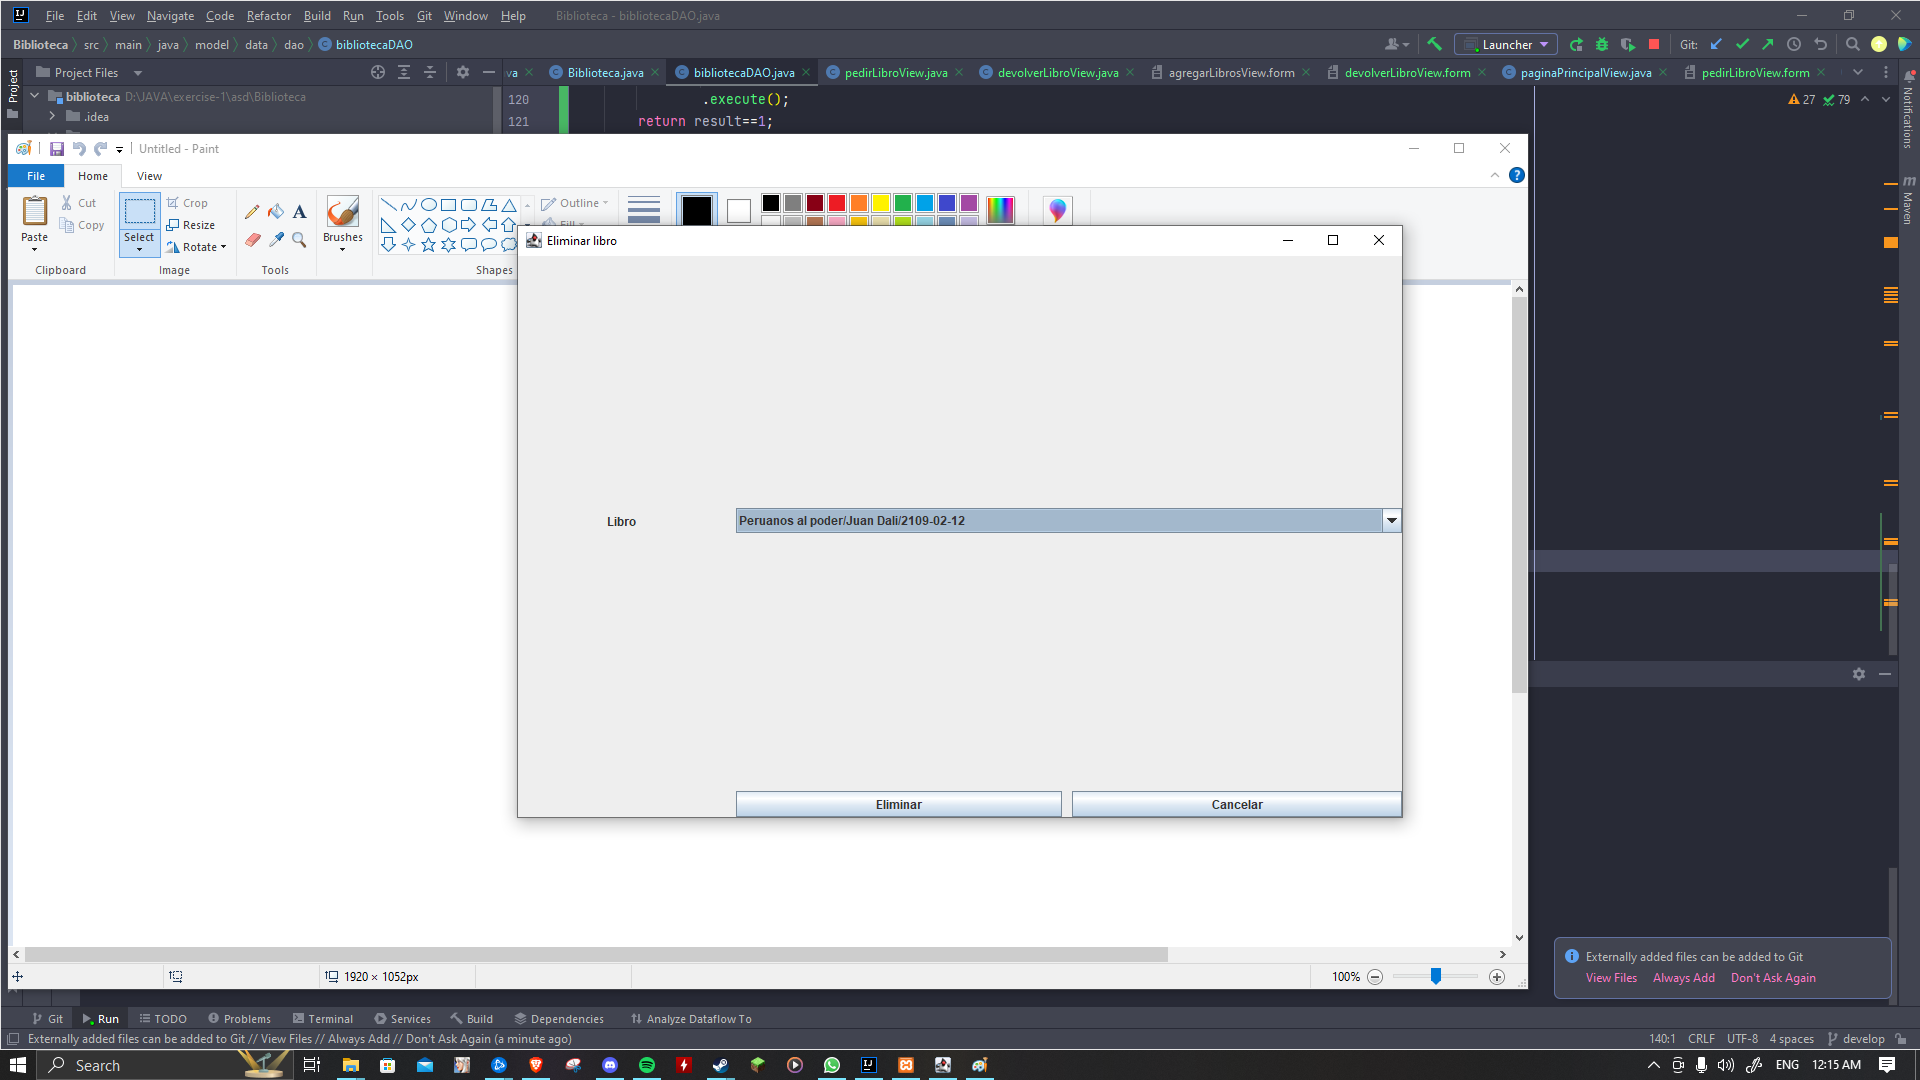 File Edit View Navigate Code Refactor Build Run Tools Git Window Help Biblioteca - bibliotecaDAO.java
Biblioteca src main java model data dao bibliotecaDAO
Launcher Git:
Project Files
va Biblioteca.java bibliotecaDAO.java pedirLibroView.java devolverLibroView.java agregarLibrosView.form devolverLibroView.form paginaPrincipalView.java pedirLibroView.form
Project
biblioteca D:\JAVA\exercise-1\asd\Biblioteca
.idea
120 .execute();
121 return result==1;
27 79
Notifications
Maven
Untitled - Paint
File Home View
Paste
Cut
Copy
Clipboard
Select
Crop
Resize
Rotate
Image
Tools
Brushes
Shapes
Outline
Fill
Eliminar libro
Libro
Peruanos al poder/Juan Dali/2109-02-12
Eliminar
Cancelar
1920 × 1052px
100%
Externally added files can be added to Git
View Files Always Add Don't Ask Again
Git Run TODO Problems Terminal Services Build Dependencies Analyze Dataflow To
Externally added files can be added to Git // View Files // Always Add // Don't Ask Again (a minute ago)
140:1 CRLF UTF-8 4 spaces develop
Search
ENG 12:15 AM